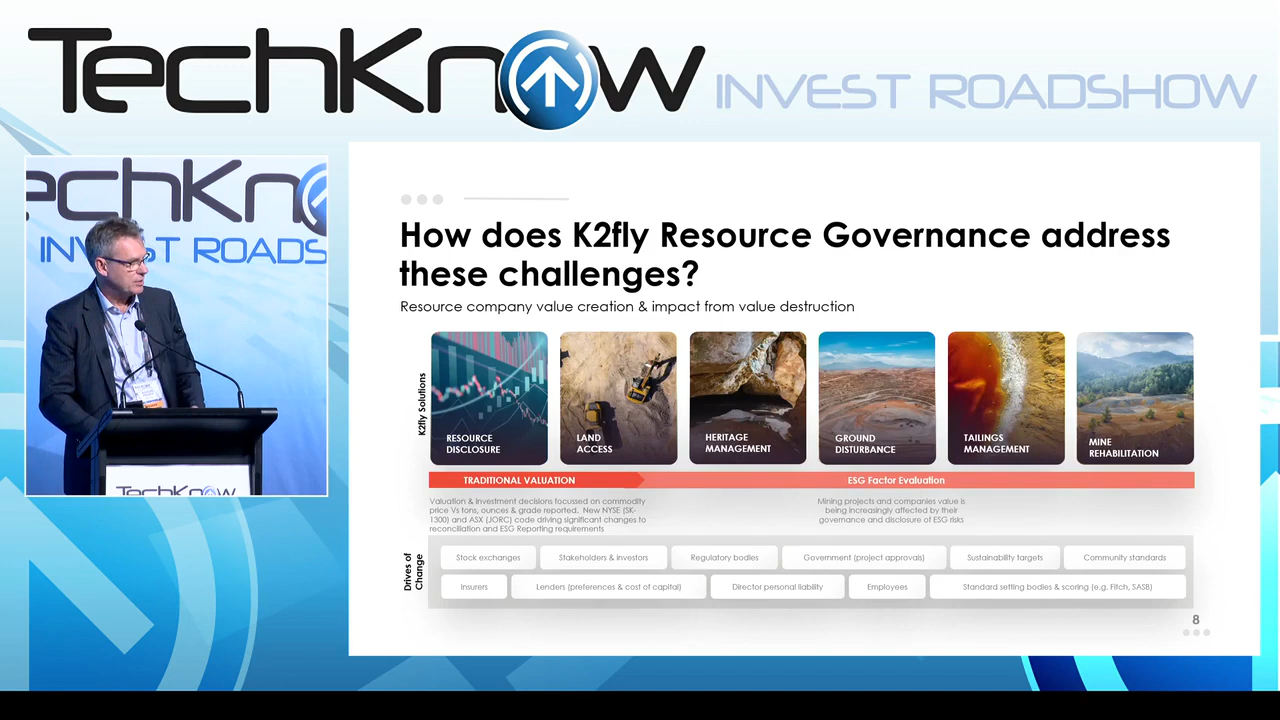 TechKnow INVEST ROADSHOW
echKn
INVEST ROADS
TechKnow
How does K2fly Resource Governance address
these challenges?
Resource company value creation & impact from value destruction
K2fly Solutions
RESOURCE
DISCLOSURE
LAND
ACCESS
HERITAGE
MANAGEMENT
GROUND
DISTURBANCE
TAILINGS
MANAGEMENT
MINE
REHABILITATION
TRADITIONAL VALUATION
ESG Factor Evaluation
Valuation & Investment decisions focussed on commodity
price Vs tons, ounces & grade reported. New NYSE (SK-
1300) and ASX (JORC) code driving significant changes to
reconciliation and ESG Reporting requirements
Mining projects and companies value is
being increasingly affected by their
governance and disclosure of ESG risks
Drives of
Change
Stock exchanges
Stakeholders & investors
Regulatory bodies
Government (project approvals)
Sustainability targets
Community standards
Insurers
Lenders (preferences & cost of capital)
Director personal liability
Employees
Standard setting bodies & scoring (e.g. Fitch, SASB)
8